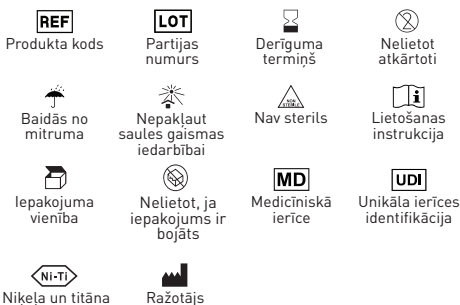 REF
Produkta kods
LOT
Partijas
numurs
Derīguma
termiņš
2
Nelietot
atkārtoti
Baidās no
mitruma
Nepakļaut
saules gaismas
iedarbībai
NON
STERILE
Nav sterils
i
Lietošanas
instrukcija
Iepakojuma
vienība
Nelietot, ja
iepakojums ir
bojāts
MD
Medicīniskā
ierīce
UDI
Unikāla ierīces
identifikācija
Ni-Ti
Niķeļa un titāna
Ražotājs